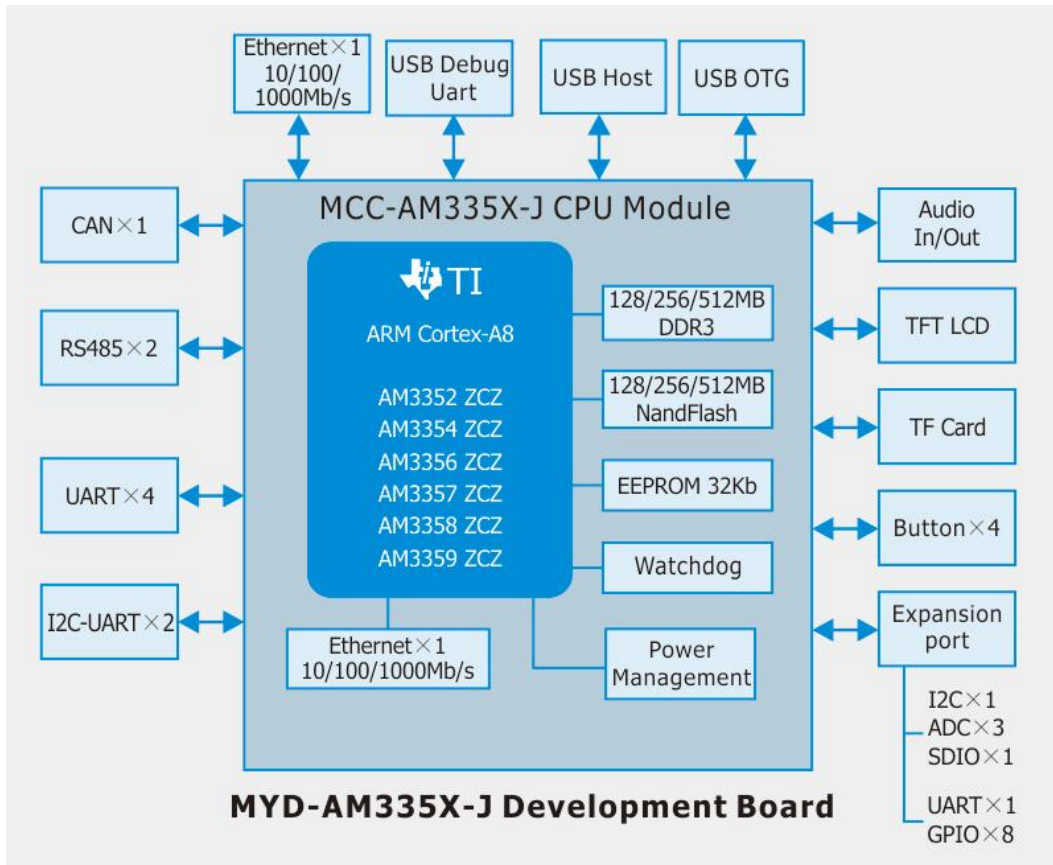 Ethernet×1
10/100/
1000Mb/s
USB Debug
Uart
USB Host
USB OTG
MCC-AM335X-J CPU Module
CAN×1
RS485×2
UART×4
I2C-UART×2
TI
ARM Cortex-A8
AM3352 ZCZ
AM3354 ZCZ
AM3356 ZCZ
AM3357 ZCZ
AM3358 ZCZ
AM3359 ZCZ
128/256/512MB
DDR3
128/256/512MB
NandFlash
EEPROM 32Kb
Watchdog
Power
Management
Ethernet×1
10/100/1000Mb/s
Audio
In/Out
TFT LCD
TF Card
Button×4
Expansion
port
I2C×1
ADC×3
SDIO×1
UART×1
GPIO×8
MYD-AM335X-J Development Board